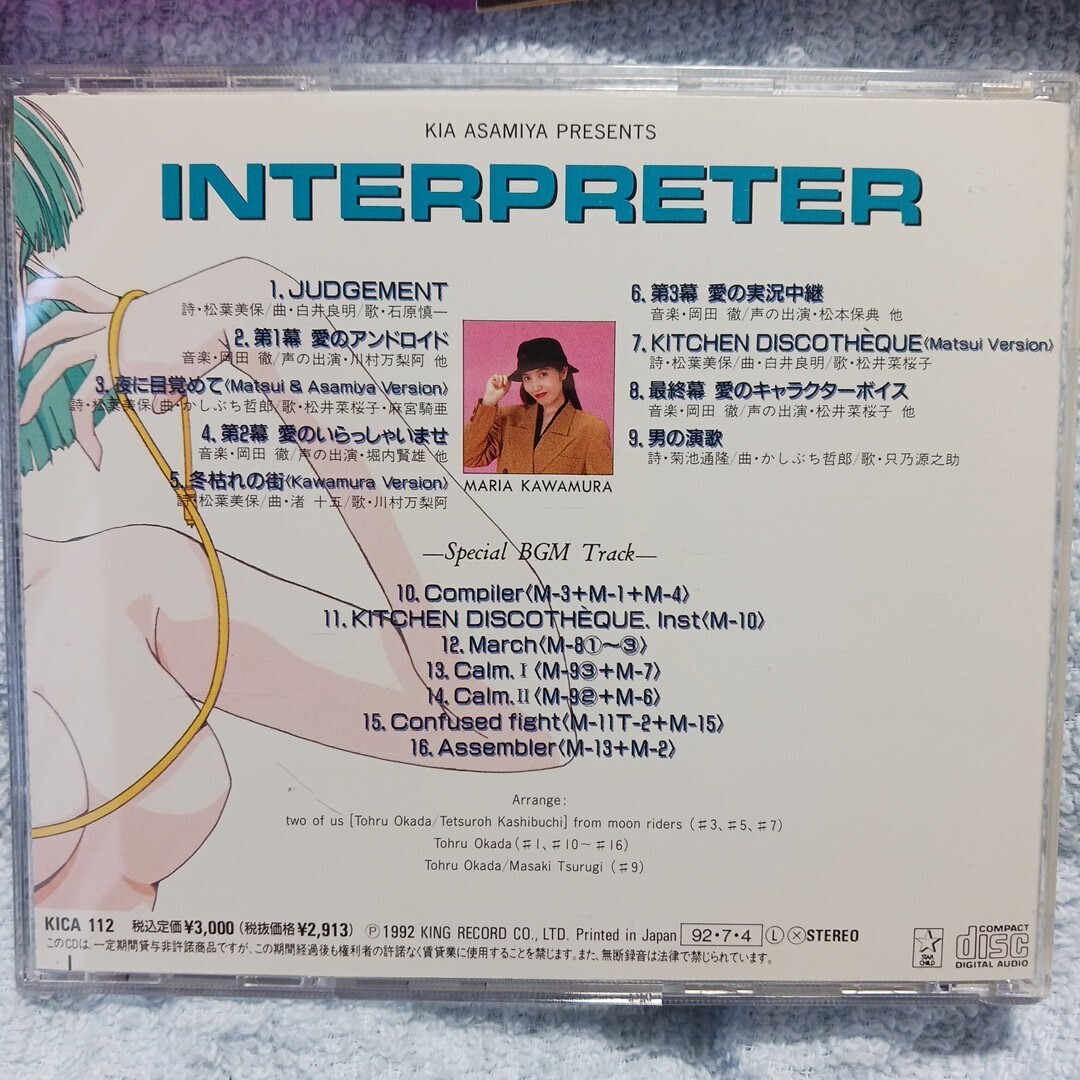 KIA ASAMIYA PRESENTS
INTERPRETER
1. JUDGEMENT
詩・松葉美保/曲・白井良明/歌・石原慎一
2. 第1幕 愛のアンドロイド
音楽・岡田 徹/声の出演・川村万梨阿 他
3. 夜に目覚めて〈Matsui & Asamiya Version〉
詩・松葉美保/曲・かしぶち哲郎/歌・松井菜桜子・麻宮騎亜
4. 第2幕 愛のいらっしゃいませ
音楽・岡田 徹/声の出演・堀内賢雄 他
5. 冬枯れの街〈Kawamura Version〉
詩・松葉美保/曲・渚 十五/歌・川村万梨阿
MARIA KAWAMURA
6. 第3幕 愛の実況中継
音楽・岡田 徹/声の出演・松本保典 他
7. KITCHEN DISCOTHÈQUE〈Matsui Version〉
詩・松葉美保/曲・白井良明/歌・松井菜桜子
8. 最終幕 愛のキャラクターボイス
音楽・岡田 徹/声の出演・松井菜桜子 他
9. 男の演歌
詩・菊池通隆/曲・かしぶち哲郎/歌・只乃源之助
—Special BGM Track—
10. Compiler〈M-3+M-1+M-4〉
11. KITCHEN DISCOTHÈQUE. Inst〈M-10〉
12. March〈M-8①～③〉
13. Calm. I〈M-9③+M-7〉
14. Calm. II〈M-9②+M-6〉
15. Confused fight〈M-11T-2+M-15〉
16. Assembler〈M-13+M-2〉
Arrange:
two of us [Tohru Okada/Tetsuroh Kashibuchi] from moon riders (♯3、♯5、♯7)
Tohru Okada (♯1、♯10～♯16)
Tohru Okada/Masaki Tsurugi (♯9)
KICA 112 税込定価¥3,000 (税抜価格¥2,913) Ⓟ 1992 KING RECORD CO., LTD. Printed in Japan 92・7・4 Ⓛ Ⓧ STEREO
このCDは、一定期間貸与非許諾商品ですが、この期間経過後も権利者の許諾なく賃貸業に使用することを禁じます。また、無断録音は法律で禁じられています。
STAR CHILD
COMPACT disc DIGITAL AUDIO